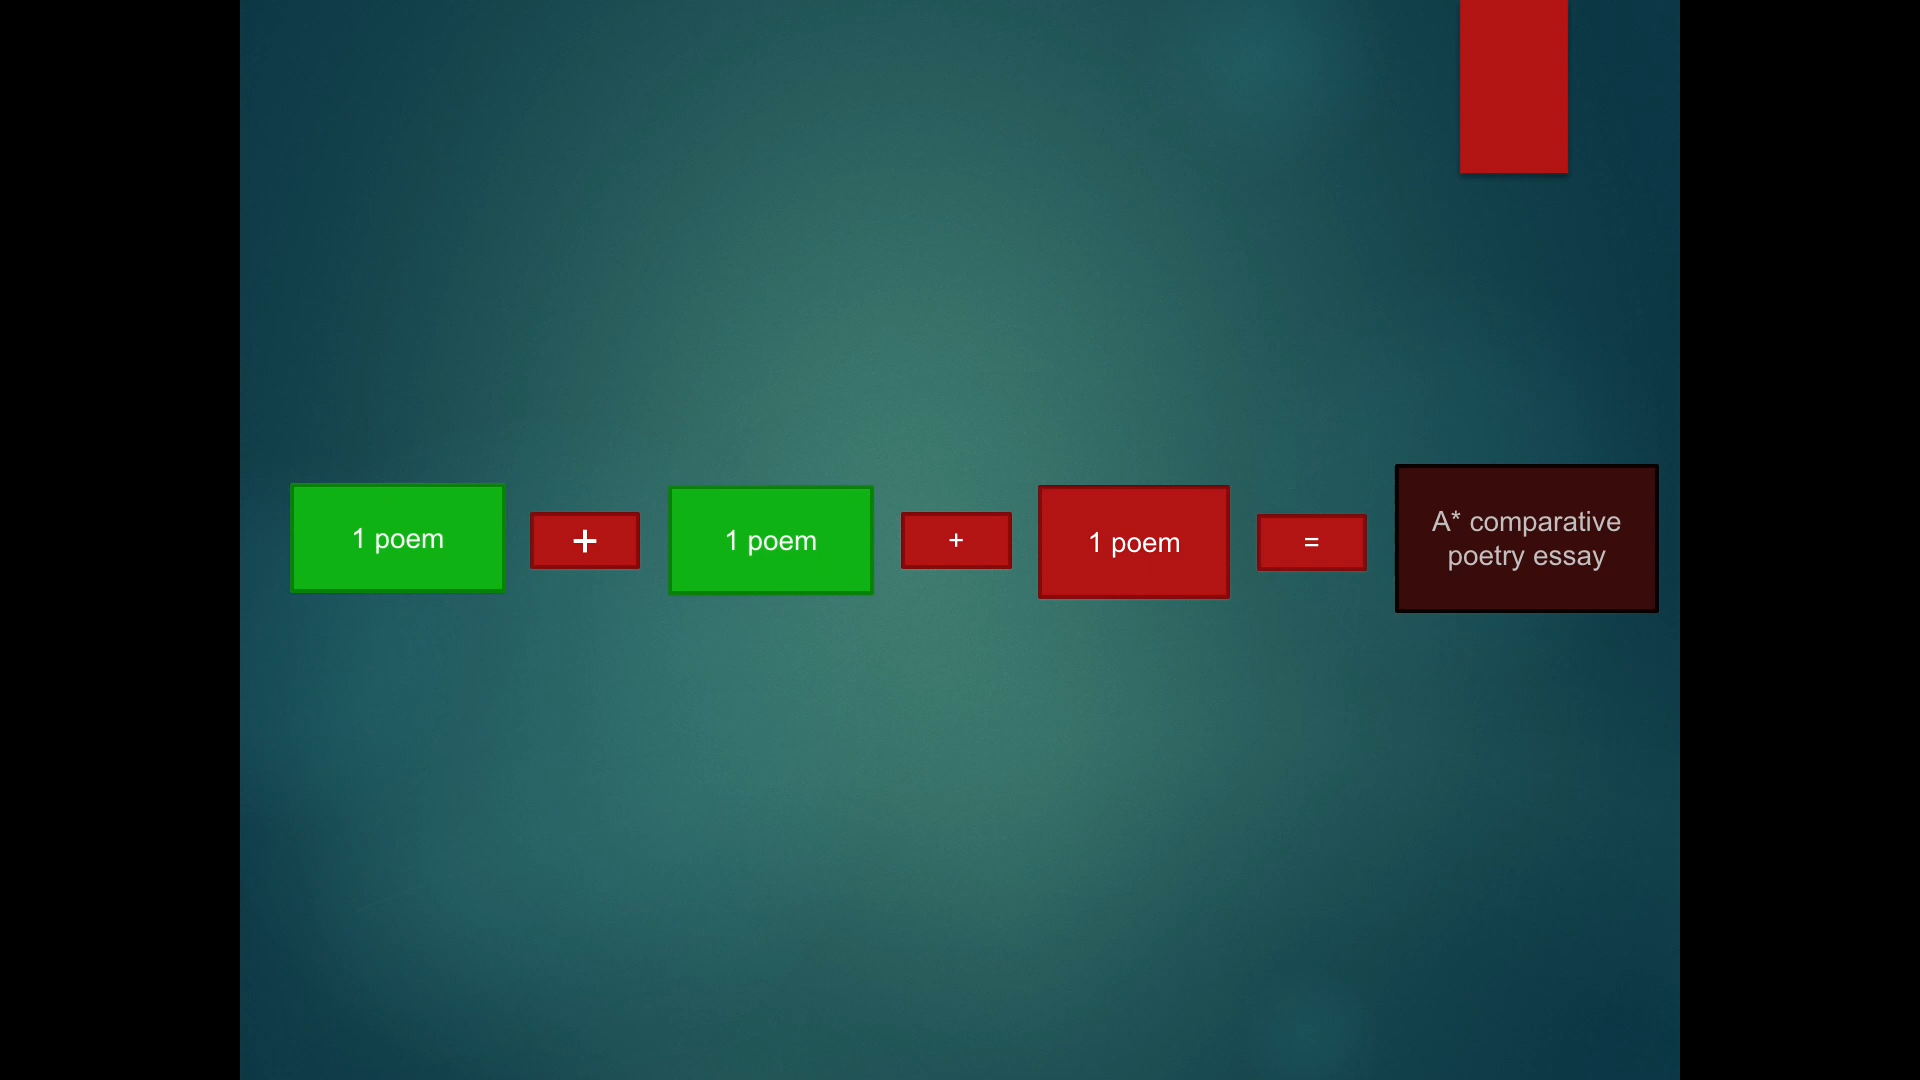 1 poem
+
1 poem
+
1 poem
=
A* comparative
poetry essay